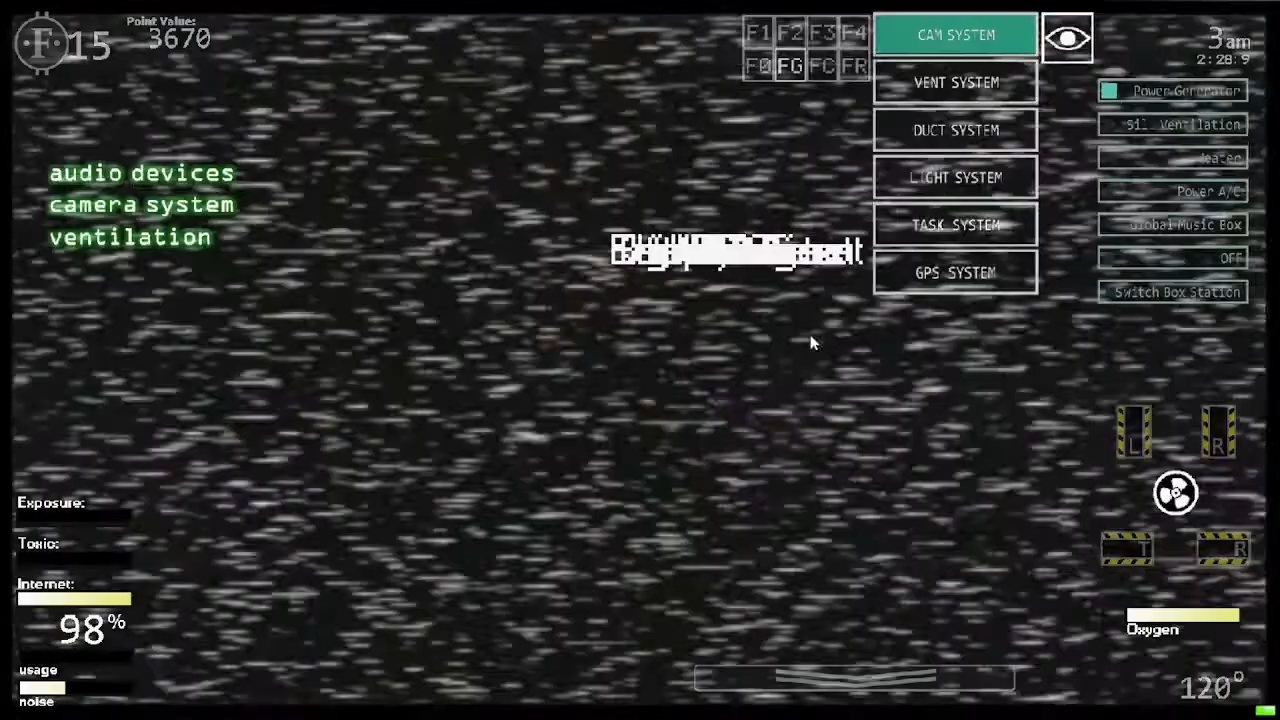 F 15
Point Value:
3670
F1 F2 F3 F4
F0 FG FC FR
CAM SYSTEM
VENT SYSTEM
DUCT SYSTEM
LIGHT SYSTEM
TASK SYSTEM
GPS SYSTEM
3am
2:28:9
Power Generator
Sil. Ventilation
Heater
Power A/C
Global Music Box
OFF
Switch Box Station
audio devices
camera system
ventilation
L
R
T
R
Exposure:
Toxic:
Internet:
98%
usage
noise
Oxygen
120°